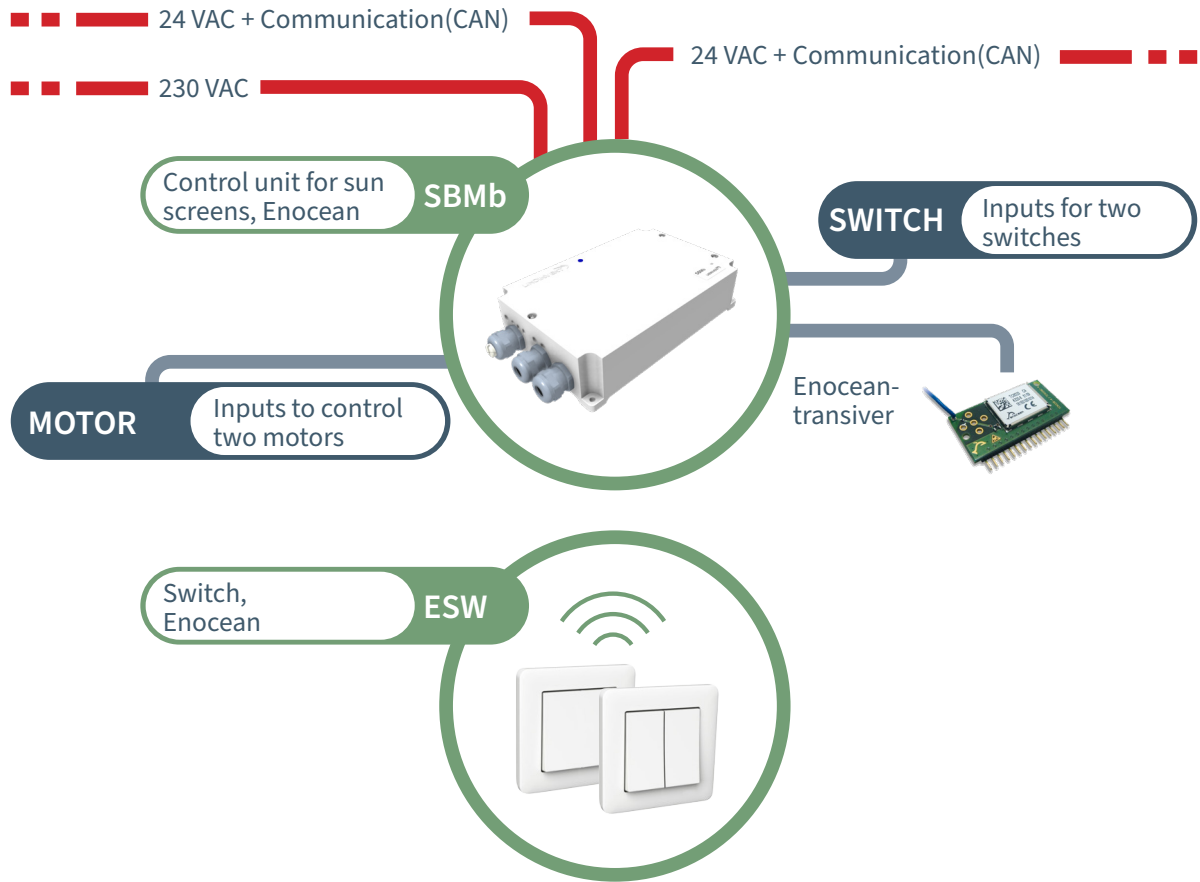 24 VAC + Communication(CAN)
24 VAC + Communication(CAN)
230 VAC
Control unit for sun
screens, Enocean
SBMb
SWITCH
Inputs for two
switches
MOTOR
Inputs to control
two motors
Enocean-
transiver
Switch,
Enocean
ESW